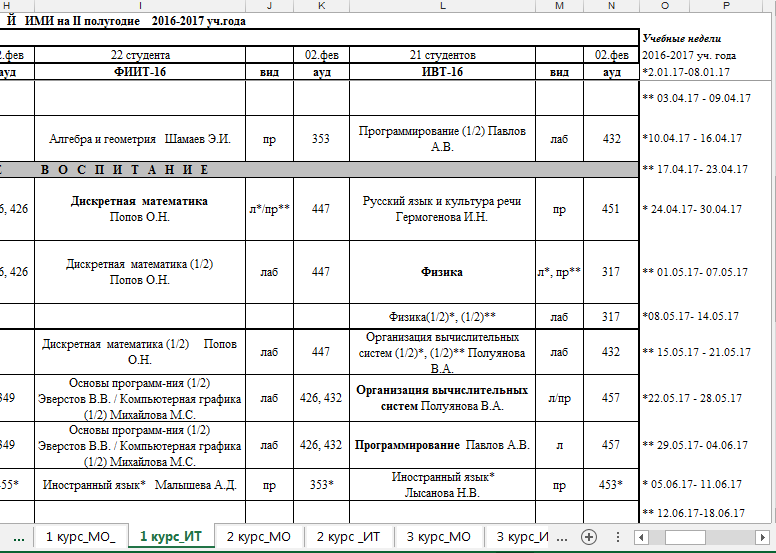 H I J K L M N O P
Й ИМИ на II полугодие 2016-2017 уч.года
Учебные недели
.фев 22 студента 02.фев 21 студентов 02.фев 2016-2017 уч. года
ауд ФИИТ-16 вид ауд ИВТ-16 вид ауд *2.01.17-08.01.17
** 03.04.17 - 09.04.17
Алгебра и геометрия Шамаев Э.И. пр 353 Программирование (1/2) Павлов А.В. лаб 432 *10.04.17 - 16.04.17
Е В О С П И Т А Н И Е ** 17.04.17- 23.04.17
6, 426 Дискретная математика
Попов О.Н. л*/пр** 447 Русский язык и культура речи
Гермогенова И.Н. пр 451 * 24.04.17- 30.04.17
6, 426 Дискретная математика (1/2)
Попов О.Н. лаб 447 Физика л*, пр** 317 ** 01.05.17- 07.05.17
Физика(1/2)*, (1/2)** лаб 317 *08.05.17- 14.05.17
Дискретная математика (1/2) Попов
О.Н. лаб 447 Организация вычислительных
систем (1/2)*, (1/2)** Полуянова
В.А. лаб 432 ** 15.05.17 - 21.05.17
349 Основы програм-ния (1/2)
Эверстов В.В. / Компьютерная графика
(1/2) Михайлова М.С. лаб 426, 432 Организация вычислительных
систем Полуянова В.А. л/пр 457 *22.05.17 - 28.05.17
349 Основы програм-ния (1/2)
Эверстов В.В. / Компьютерная графика
(1/2) Михайлова М.С. лаб 426, 432 Программирование Павлов А.В. л 457 ** 29.05.17- 04.06.17
455* Иностранный язык* Малышева А.Д. пр 353* Иностранный язык*
Лысанова Н.В. пр 453* * 05.06.17- 11.06.17
** 12.06.17-18.06.17
... 1 курс_МО_ 1 курс_ИТ 2 курс_МО 2 курс _ИТ 3 курс_МО 3 курс_И ...